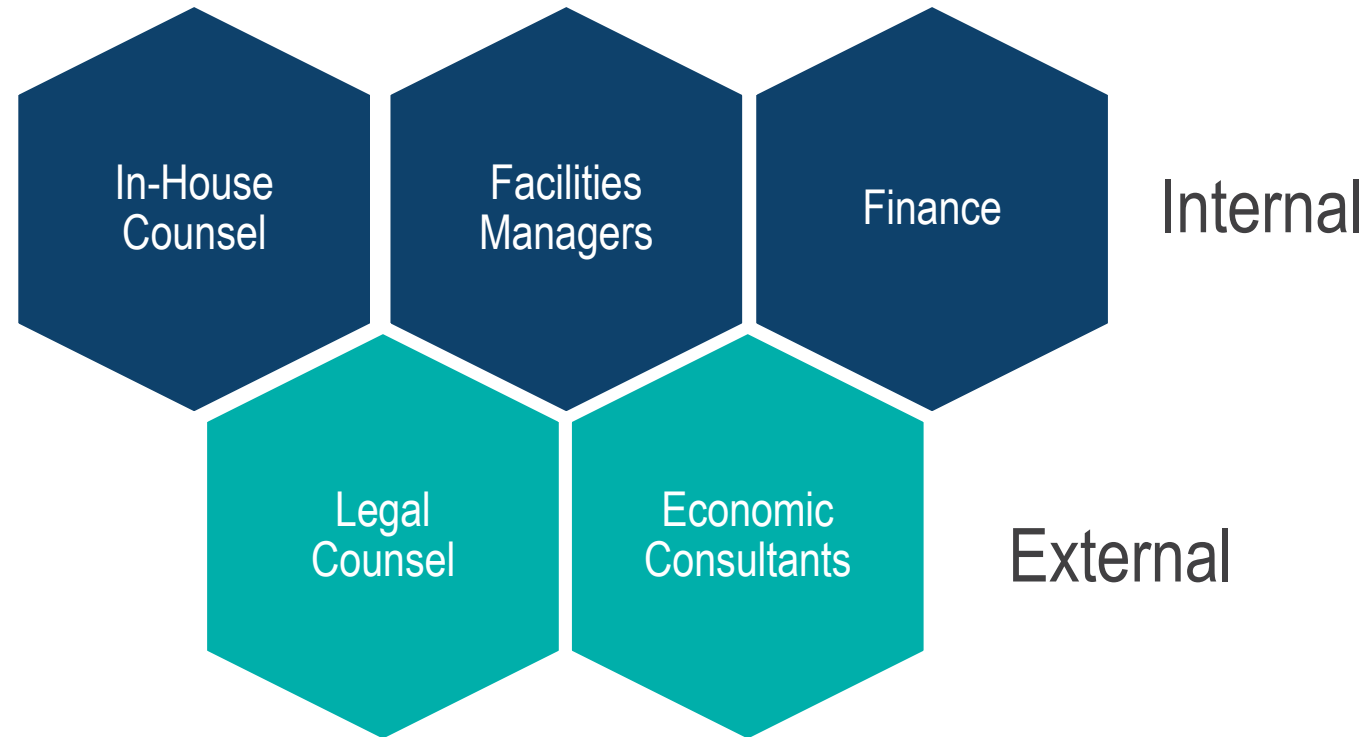 In-House
Counsel
Facilities
Managers
Finance
Internal
Legal
Counsel
Economic
Consultants
External